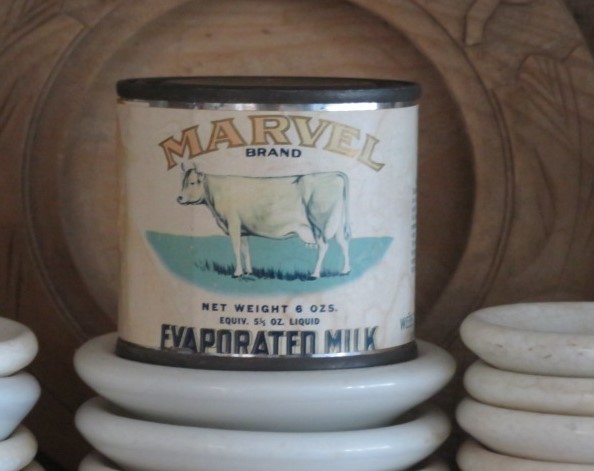 MARVEL
BRAND
NET WEIGHT 6 OZS.
EQUIV. 5½ OZ. LIQUID
EVAPORATED MILK